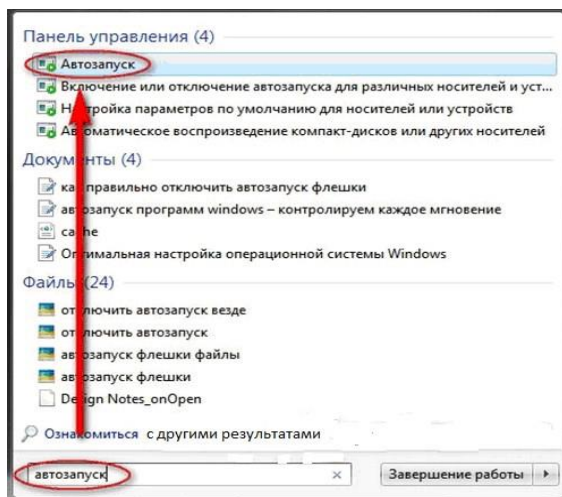 Панель управления (4)
Автозапуск
Включение или отключение автозапуска для различных носителей и уст...
Настройка параметров по умолчанию для носителей или устройств
Автоматическое воспроизведение компакт-дисков или других носителей
Документы (4)
как правильно отключить автозапуск флешки
автозапуск программ windows – контролируем каждое мгновение
cache
Оптимальная настройка операционной системы Windows
Файлы (24)
отключить автозапуск везде
отключить автозапуск
автозапуск флешки файлы
автозапуск флешки
Design Notes_onOpen
Ознакомиться с другими результатами
автозапуск
Завершение работы